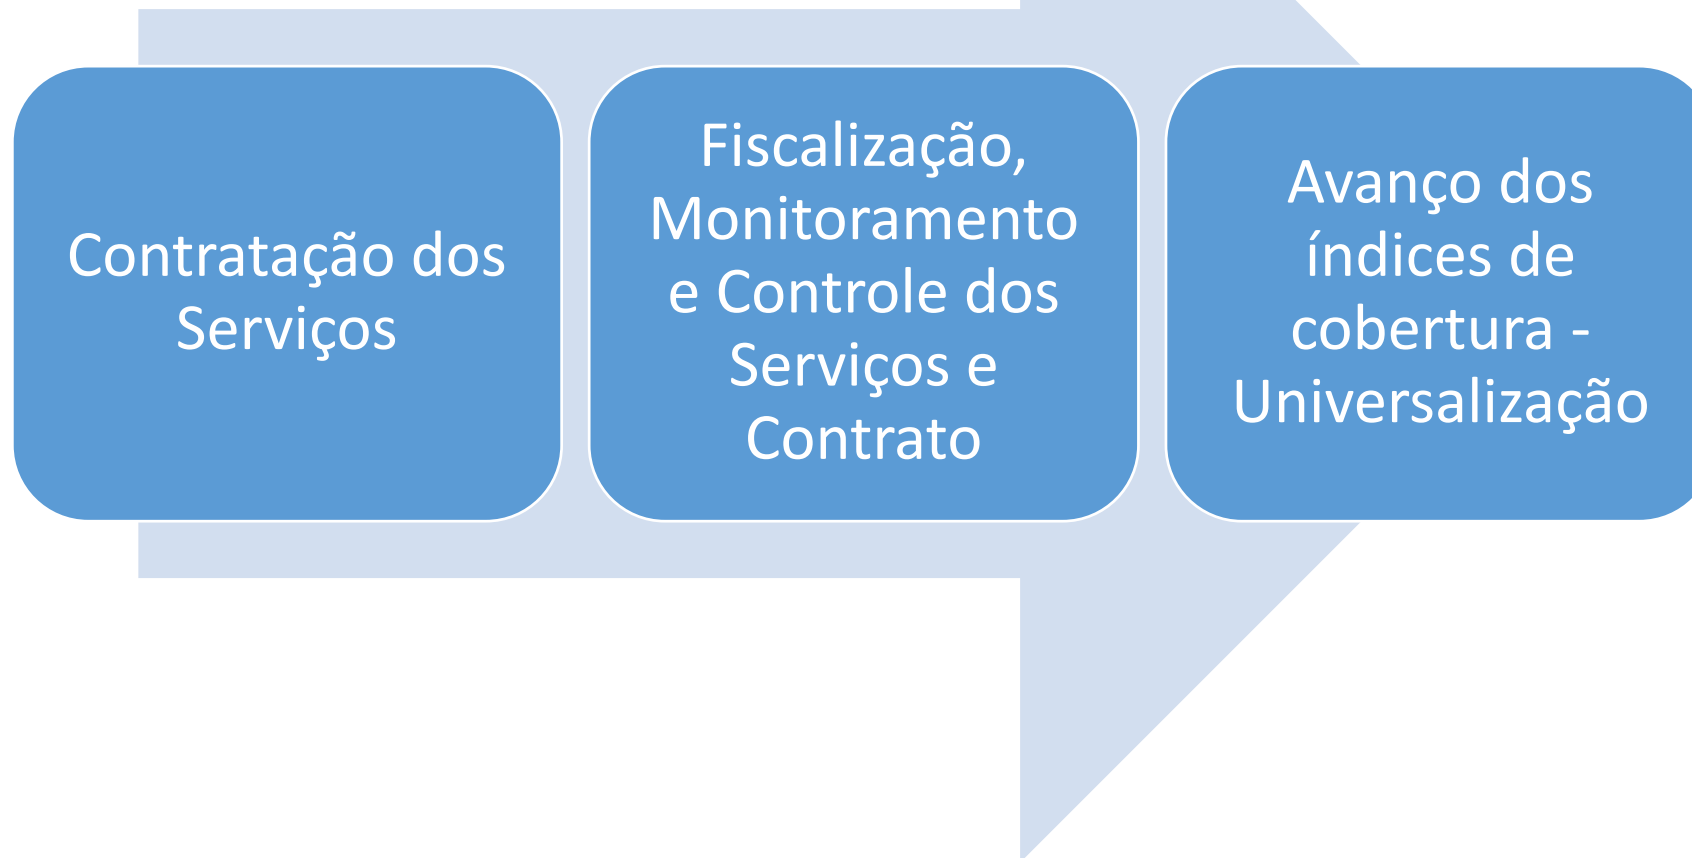 Contratação dos
Serviços
Fiscalização,
Monitoramento
e Controle dos
Serviços e
Contrato
Avanço dos
índices de
cobertura -
Universalização